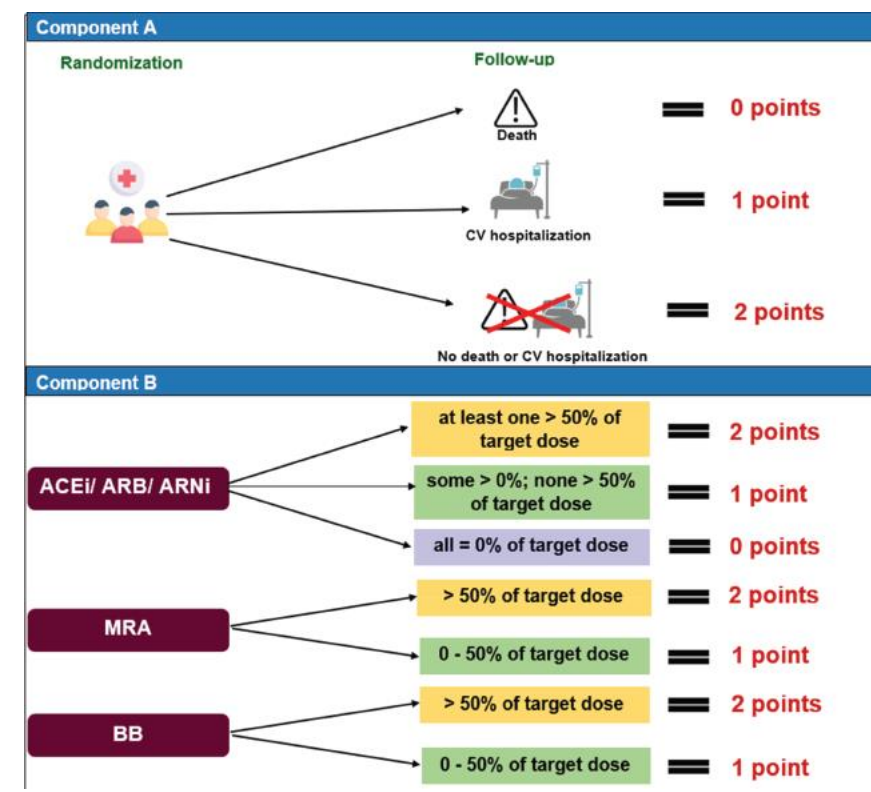 Component A
Randomization
Follow-up
Death
0 points
CV hospitalization
1 point
No death or CV hospitalization
2 points
Component B
ACEi/ ARB/ ARNi
at least one > 50% of
target dose
2 points
some > 0%; none > 50%
of target dose
1 point
all = 0% of target dose
0 points
MRA
> 50% of target dose
2 points
0 - 50% of target dose
1 point
BB
> 50% of target dose
2 points
0 - 50% of target dose
1 point